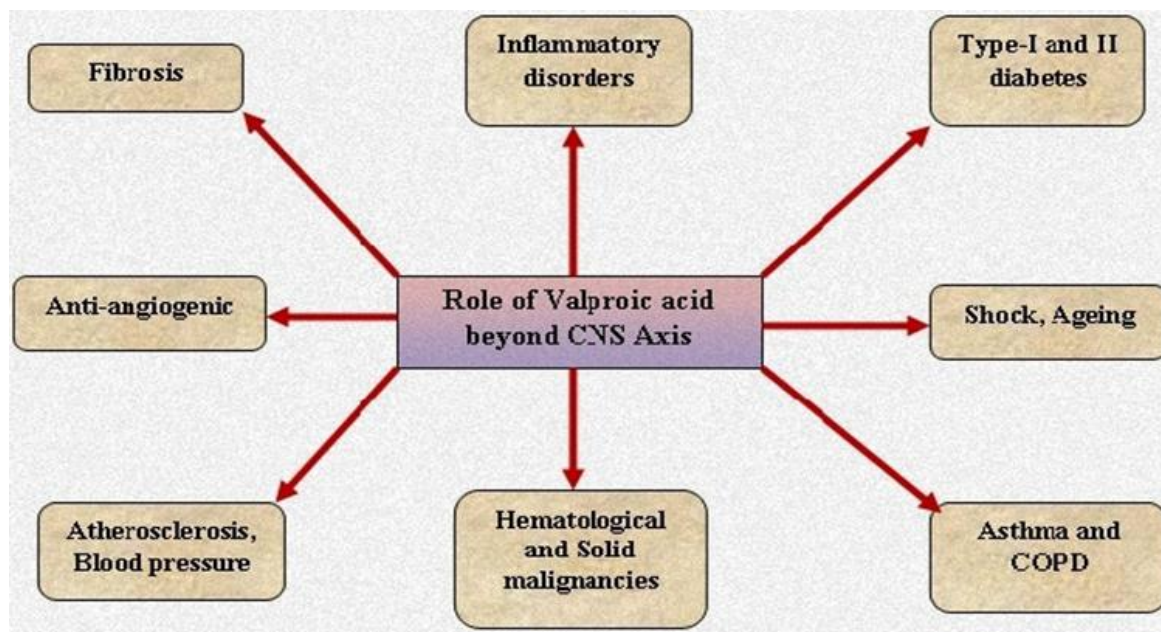 Fibrosis
Inflammatory
disorders
Type-I and II
diabetes
Anti-angiogenic
Role of Valproic acid
beyond CNS Axis
Shock, Ageing
Atherosclerosis,
Blood pressure
Hematological
and Solid
malignancies
Asthma and
COPD